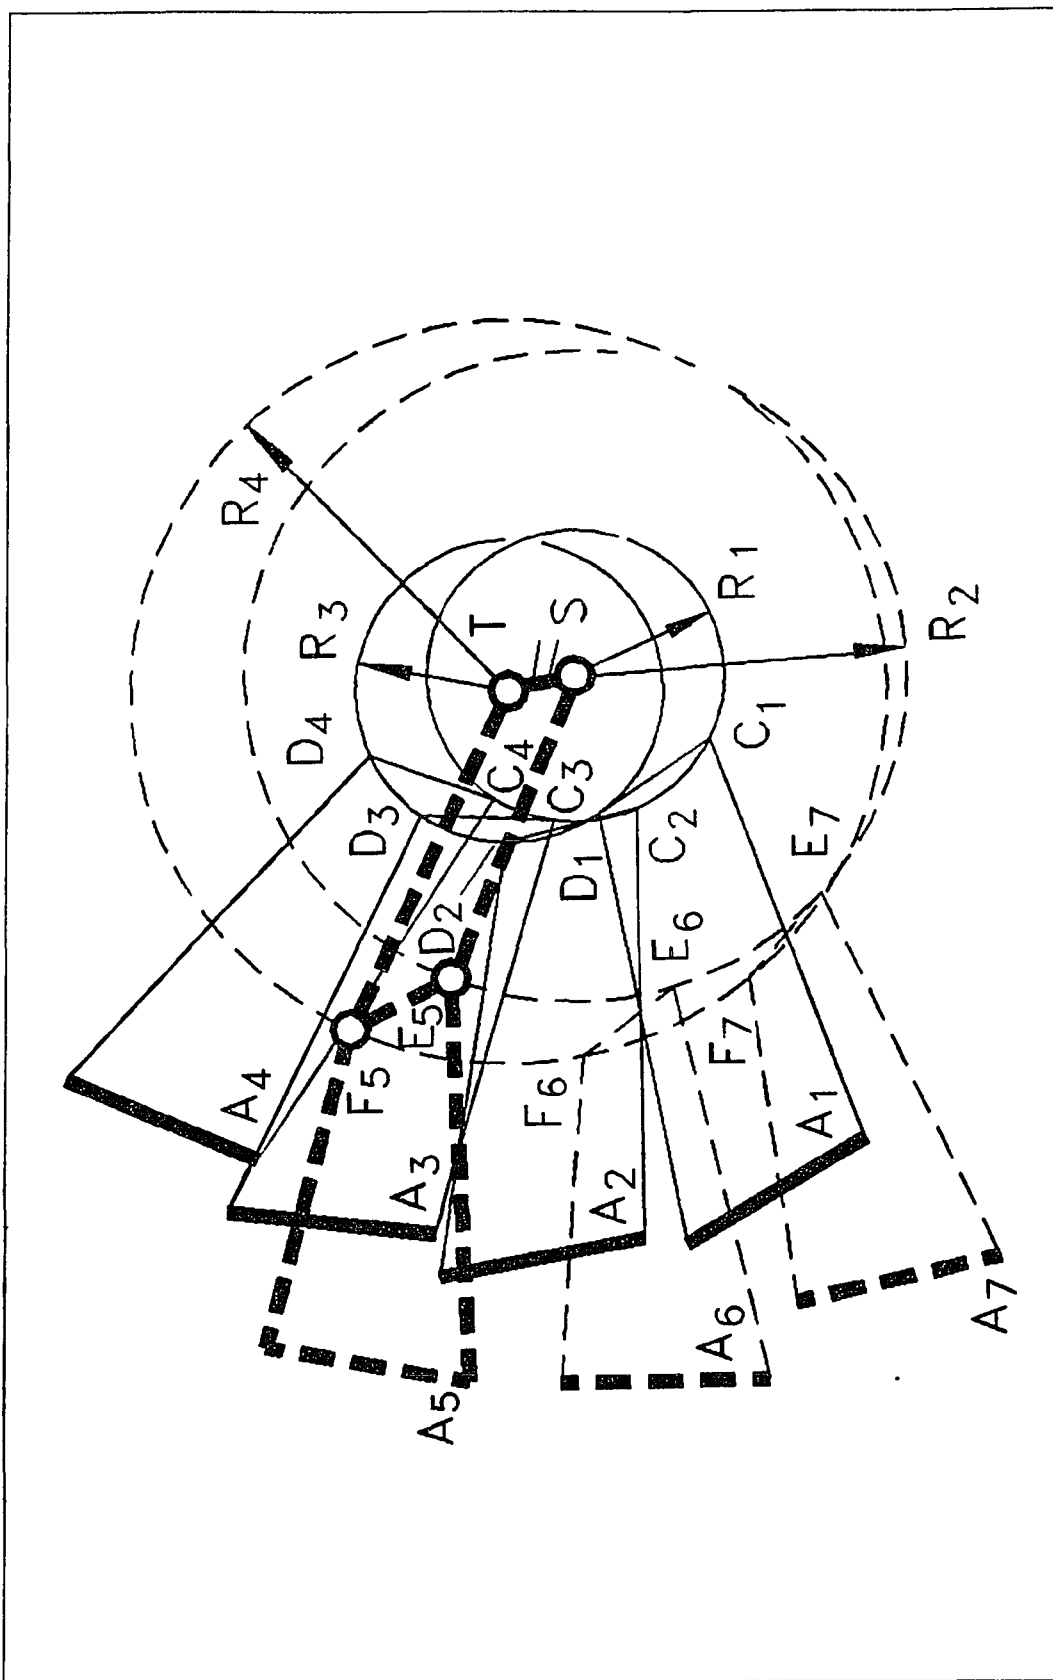 R₄
R₃
T
S
R₁
R₂
D₄
D₃
C₄
C₃
C₁
D₂
D₁
C₂
E₇
E₅
E₆
F₅
F₆
F₇
A₄
A₃
A₂
A₁
A₅
A₆
A₇